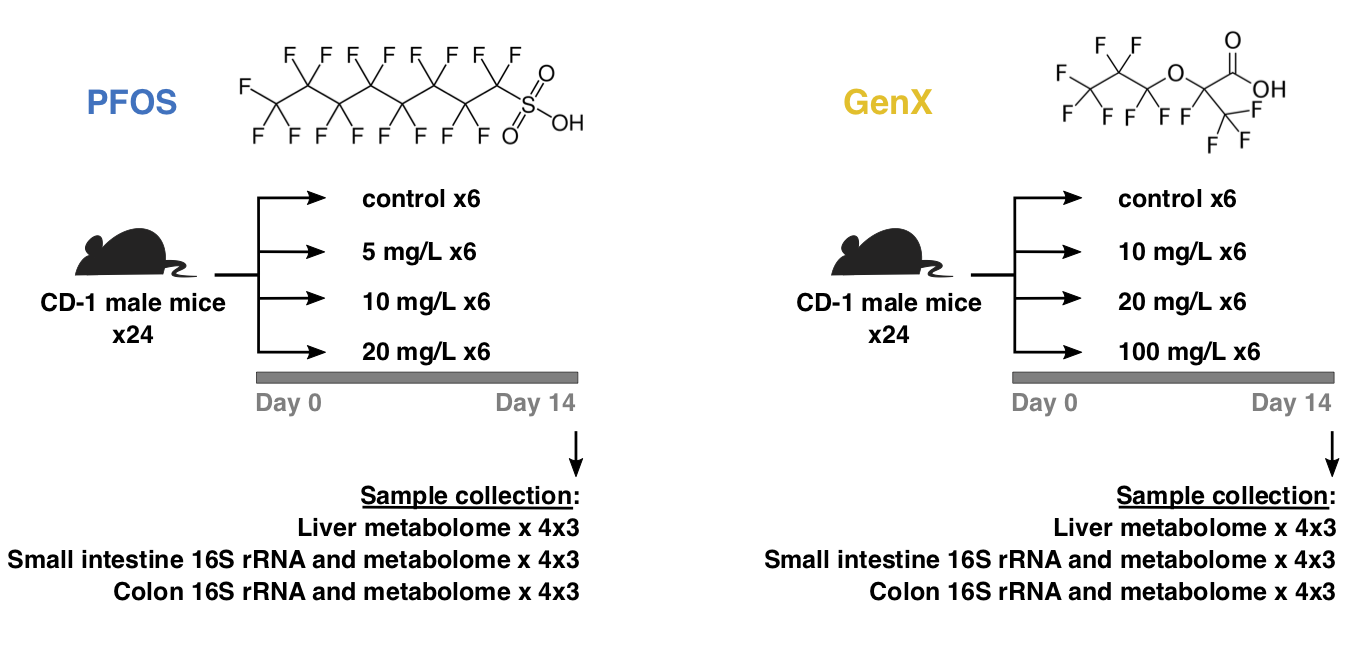 PFOS
F F F F F F F F
F
O
S
OH
O
F F F F F F F F
control x6
5 mg/L x6
10 mg/L x6
20 mg/L x6
CD-1 male mice
x24
Day 0 Day 14
Sample collection:
Liver metabolome x 4x3
Small intestine 16S rRNA and metabolome x 4x3
Colon 16S rRNA and metabolome x 4x3
GenX
F F O
F O OH
F F F F F F
F F
control x6
10 mg/L x6
20 mg/L x6
100 mg/L x6
CD-1 male mice
x24
Day 0 Day 14
Sample collection:
Liver metabolome x 4x3
Small intestine 16S rRNA and metabolome x 4x3
Colon 16S rRNA and metabolome x 4x3